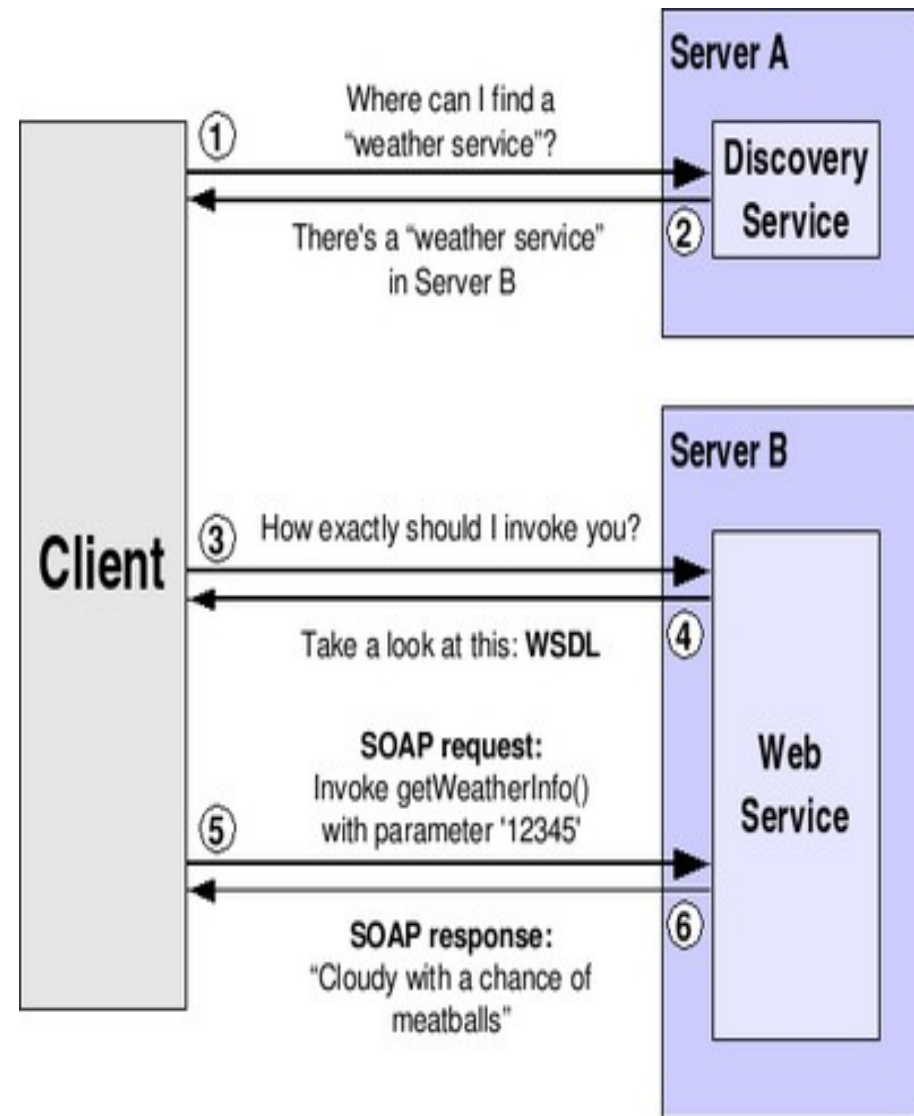 Server A
Where can I find a
“weather service”?
①
Discovery
Service
There's a “weather service”
in Server B
②
Server B
Client
③
How exactly should I invoke you?
Take a look at this: WSDL
④
SOAP request:
Invoke getWeatherInfo()
with parameter '12345'
⑤
Web
Service
SOAP response:
“Cloudy with a chance of
meatballs”
⑥